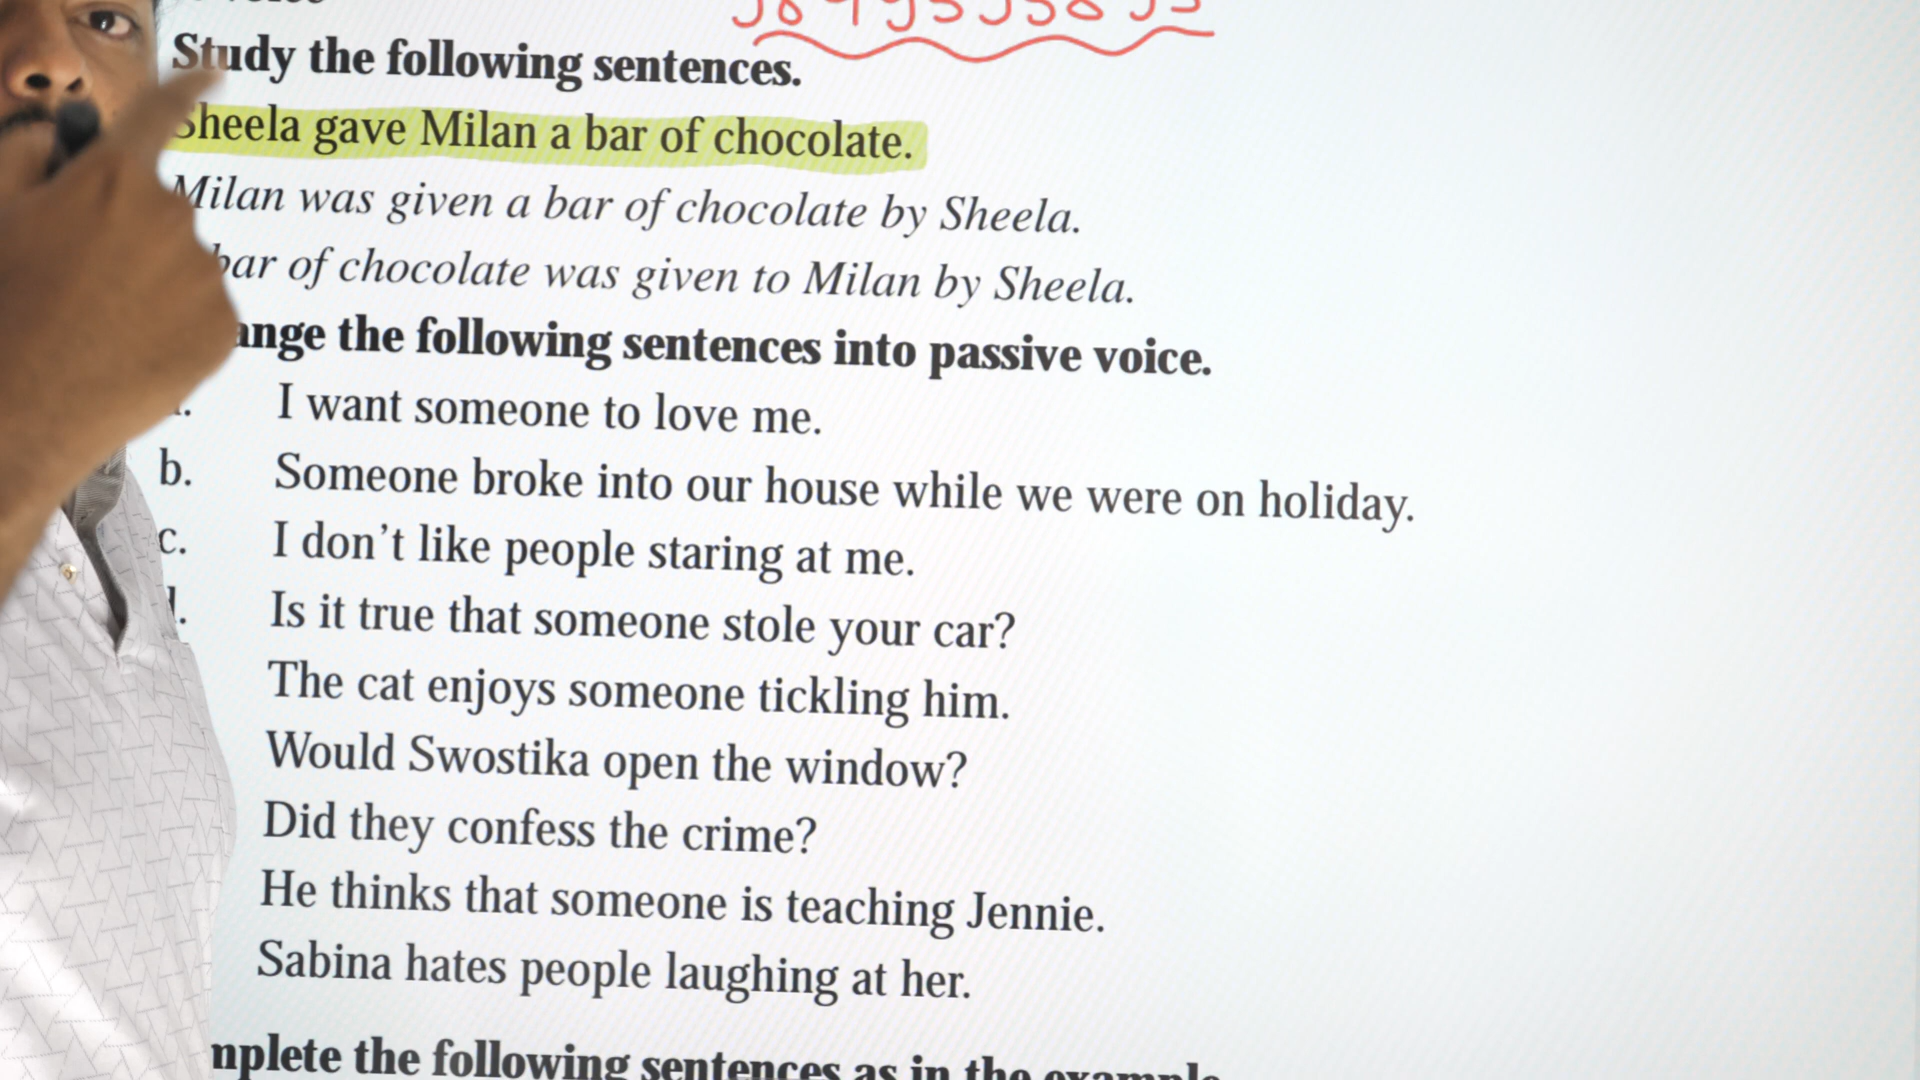 Study the following sentences.
Sheela gave Milan a bar of chocolate.
Milan was given a bar of chocolate by Sheela.
bar of chocolate was given to Milan by Sheela.
ange the following sentences into passive voice.
I want someone to love me.
b. Someone broke into our house while we were on holiday.
c. I don't like people staring at me.
d. Is it true that someone stole your car?
The cat enjoys someone tickling him.
Would Swostika open the window?
Did they confess the crime?
He thinks that someone is teaching Jennie.
Sabina hates people laughing at her.
mplete the following sentences as in the example